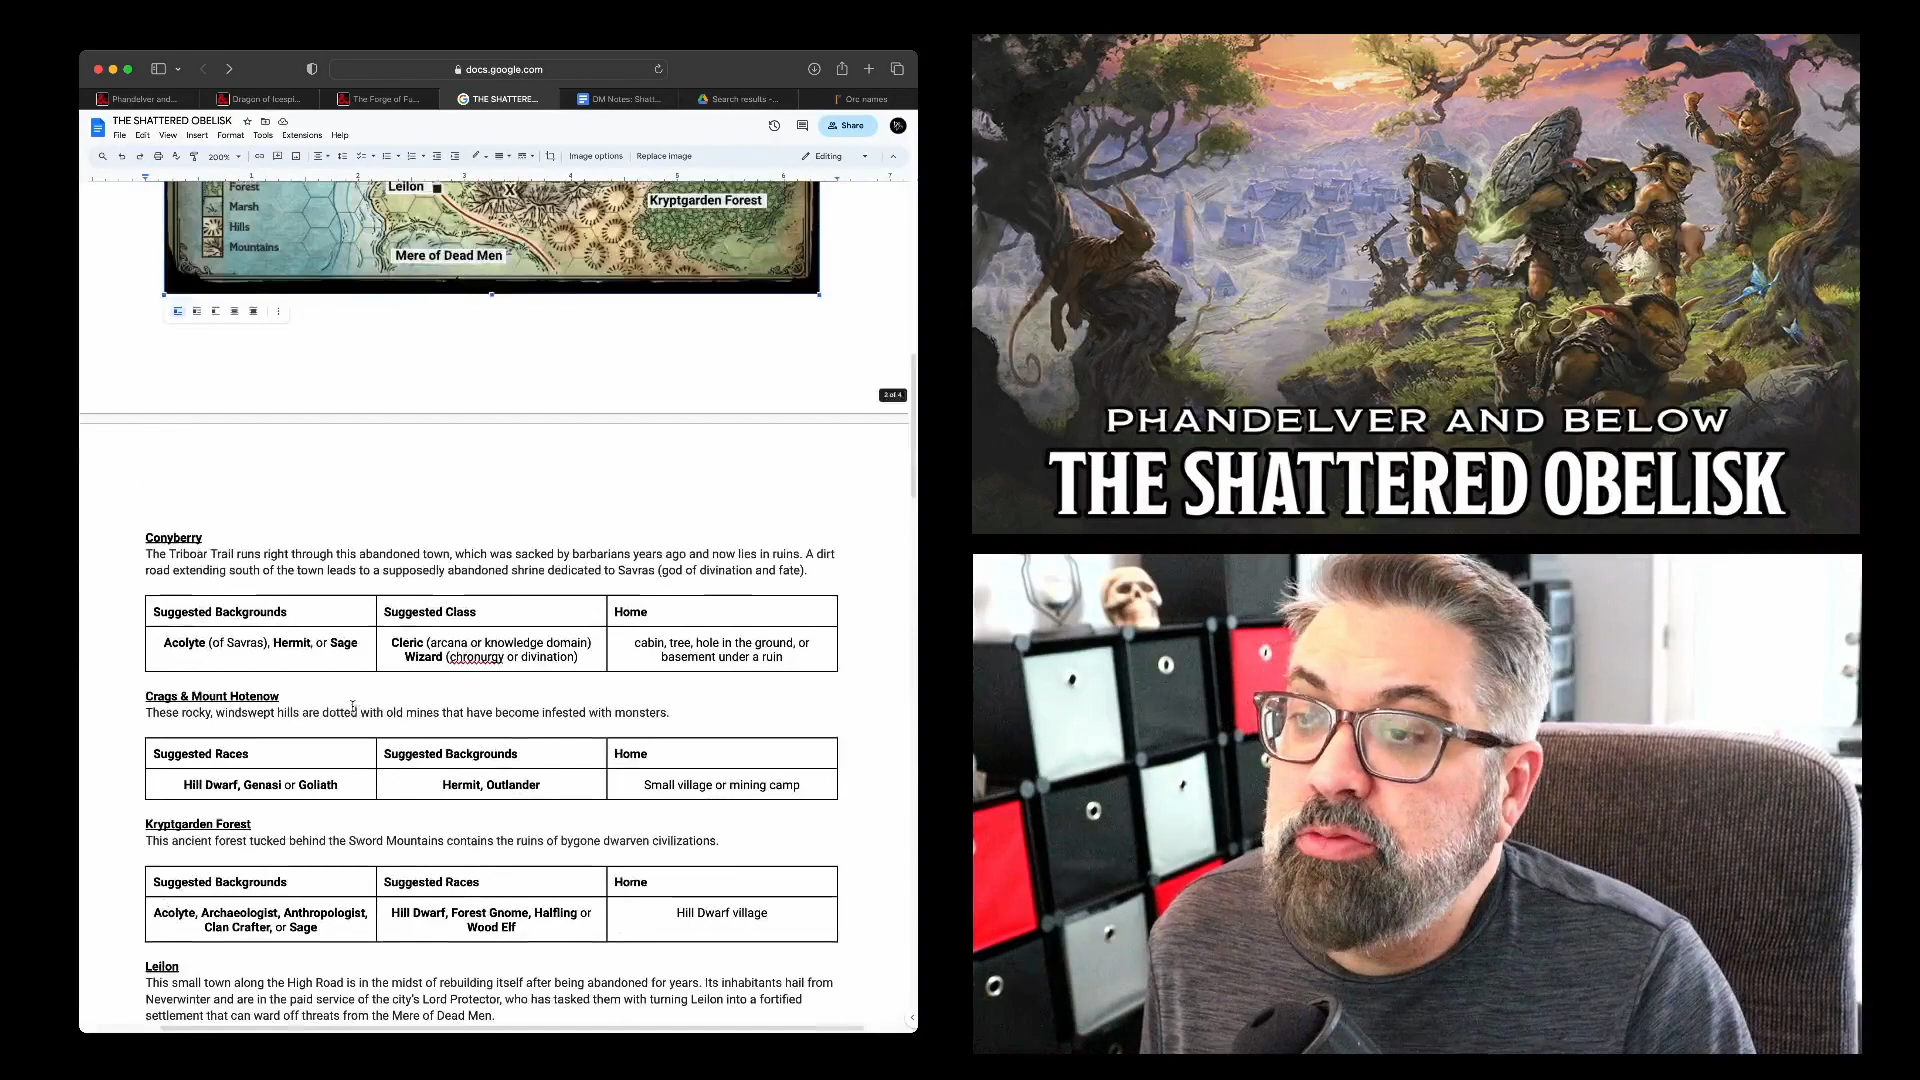 docs.google.com
Phandelver and...
Dragon of Icespi...
The Forge of Fu...
THE SHATTERE...
DM Notes: Shatt...
Search results -...
Orc names
THE SHATTERED OBELISK
Share
File Edit View Insert Format Tools Extensions Help
200%
Image options
Replace image
Editing
1 2 3 4 5 6 7
Forest
Marsh
Hills
Mountains
Leilon
X
Kryptgarden Forest
Mere of Dead Men
2 of 4
Conyberry
The Triboar Trail runs right through this abandoned town, which was sacked by barbarians years ago and now lies in ruins. A dirt
road extending south of the town leads to a supposedly abandoned shrine dedicated to Savras (god of divination and fate).
Suggested Backgrounds
Suggested Class
Home
Acolyte (of Savras), Hermit, or Sage
Cleric (arcana or knowledge domain)
Wizard (chronurgy or divination)
cabin, tree, hole in the ground, or
basement under a ruin
Crags & Mount Hotenow
These rocky, windswept hills are dotted with old mines that have become infested with monsters.
Suggested Races
Suggested Backgrounds
Home
Hill Dwarf, Genasi or Goliath
Hermit, Outlander
Small village or mining camp
Kryptgarden Forest
This ancient forest tucked behind the Sword Mountains contains the ruins of bygone dwarven civilizations.
Suggested Backgrounds
Suggested Races
Home
Acolyte, Archaeologist, Anthropologist,
Clan Crafter, or Sage
Hill Dwarf, Forest Gnome, Halfling or
Wood Elf
Hill Dwarf village
Leilon
This small town along the High Road is in the midst of rebuilding itself after being abandoned for years. Its inhabitants hail from
Neverwinter and are in the paid service of the city's Lord Protector, who has tasked them with turning Leilon into a fortified
settlement that can ward off threats from the Mere of Dead Men.
PHANDELVER AND BELOW
THE SHATTERED OBELISK